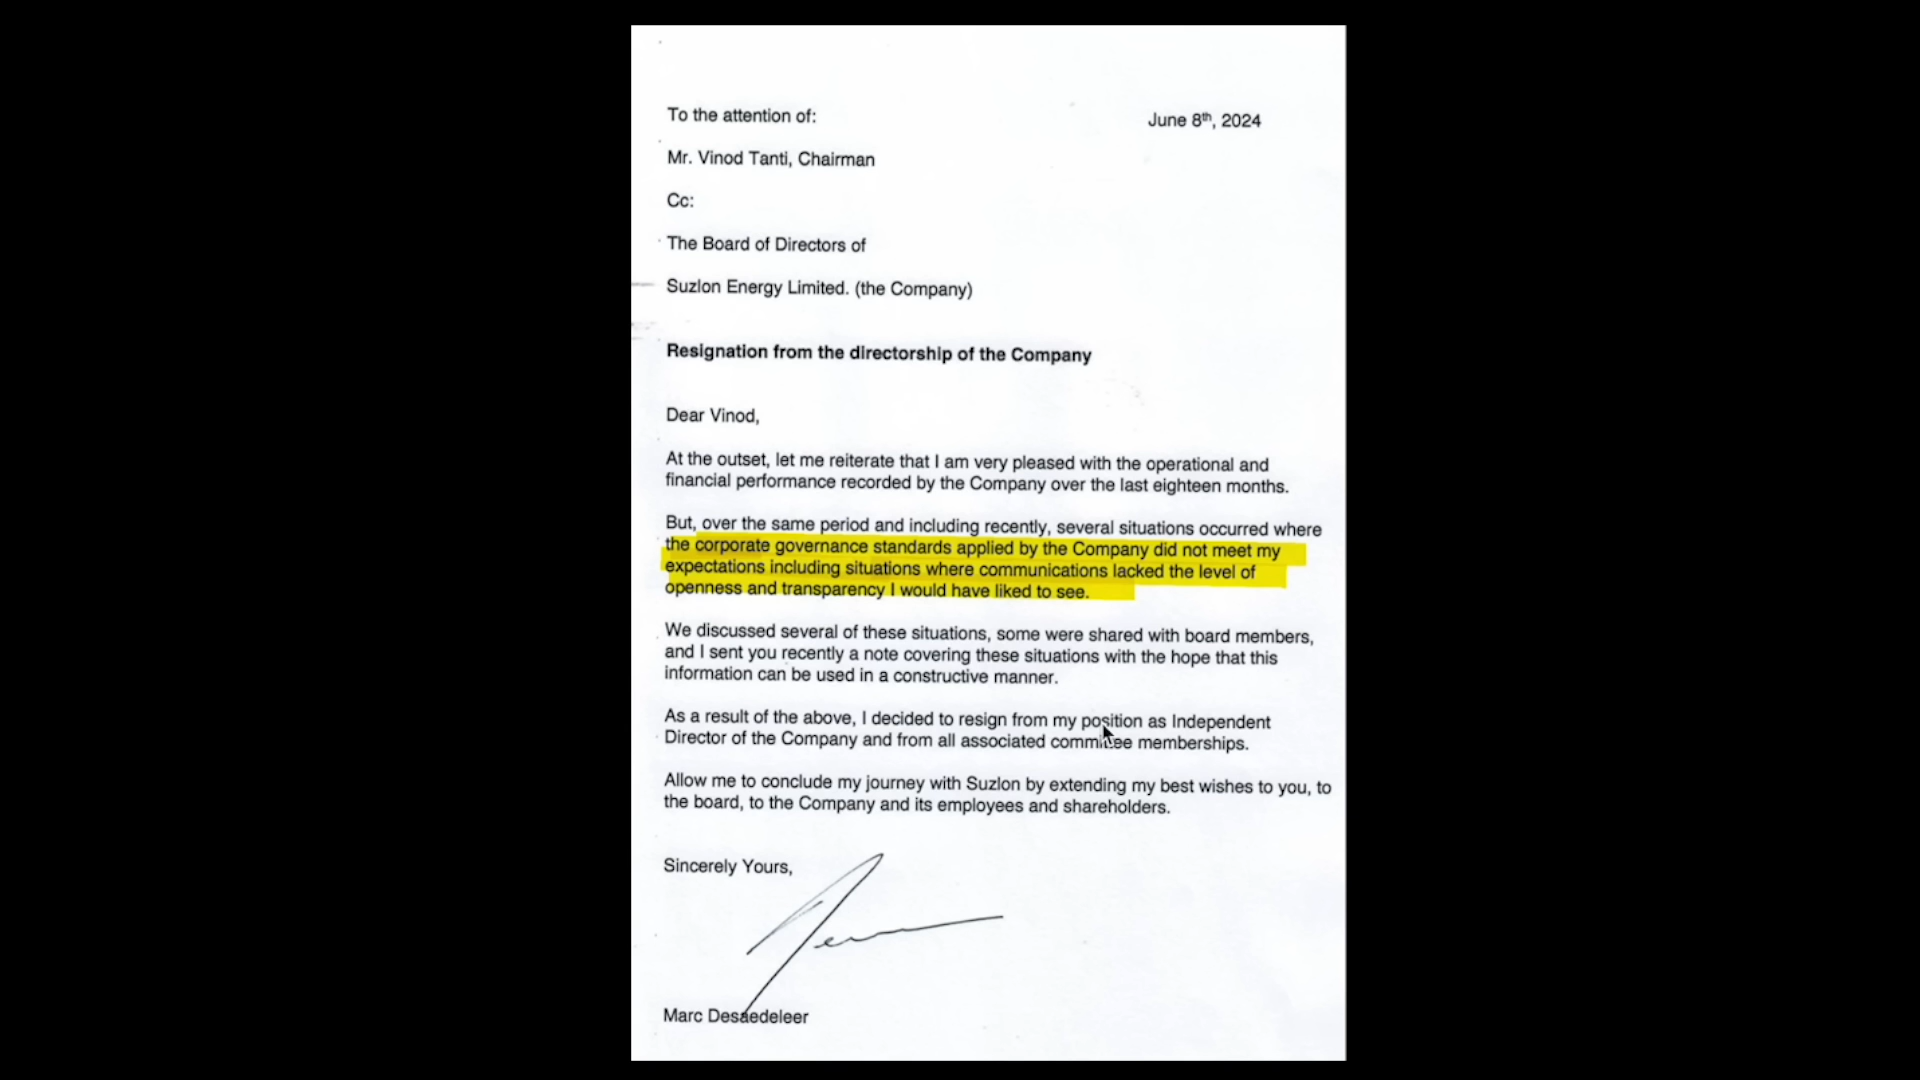 To the attention of:
June 8th, 2024
Mr. Vinod Tanti, Chairman
Cc:
The Board of Directors of
Suzlon Energy Limited. (the Company)
Resignation from the directorship of the Company
Dear Vinod,
At the outset, let me reiterate that I am very pleased with the operational and
financial performance recorded by the Company over the last eighteen months.
But, over the same period and including recently, several situations occurred where
the corporate governance standards applied by the Company did not meet my
expectations including situations where communications lacked the level of
openness and transparency I would have liked to see.
We discussed several of these situations, some were shared with board members,
and I sent you recently a note covering these situations with the hope that this
information can be used in a constructive manner.
As a result of the above, I decided to resign from my position as Independent
Director of the Company and from all associated committee memberships.
Allow me to conclude my journey with Suzlon by extending my best wishes to you, to
the board, to the Company and its employees and shareholders.
Sincerely Yours,
Marc Desaedeleer